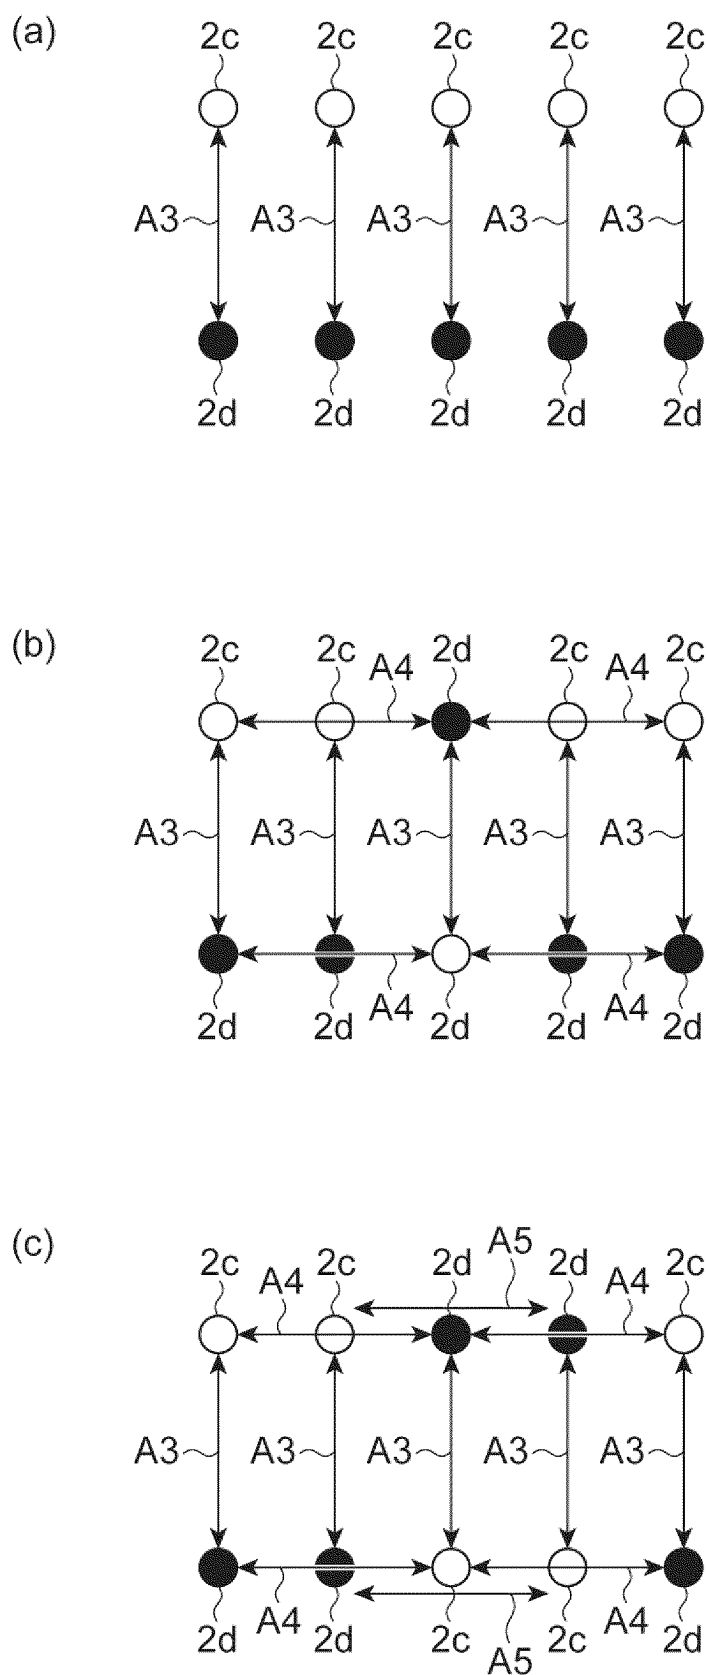 (a)
2c 2c 2c 2c 2c
A3 A3 A3 A3 A3
2d 2d 2d 2d 2d
(b)
2c 2c A4 2d 2c A4 2c
A3 A3 A3 A3 A3
2d 2d A4 2d 2d A4 2d
(c)
A5
2c A4 2c 2d 2d A4 2c
A3 A3 A3 A3 A3
2d A4 2d 2c 2c A4 2d
A5